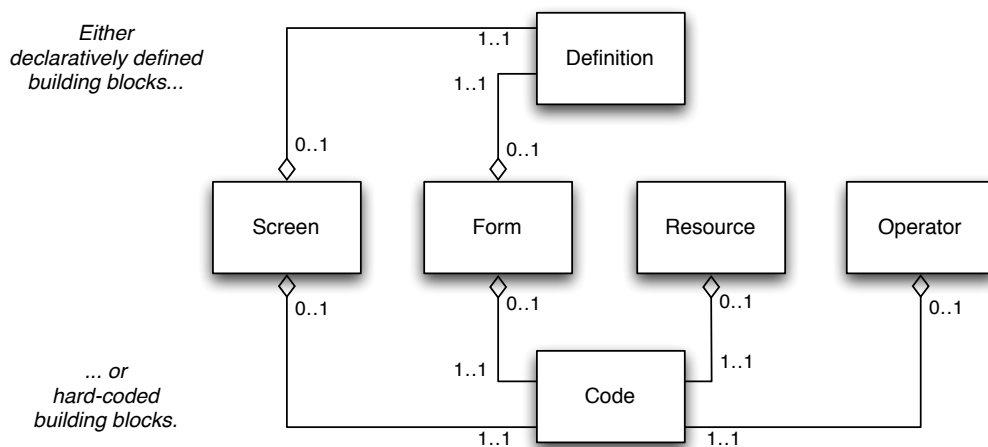 Either
declaratively defined
building blocks...
1..1
Definition
1..1
0..1
0..1
Screen
Form
Resource
Operator
0..1
0..1
0..1
0..1
1..1
1..1
... or
hard-coded
building blocks.
Code
1..1
1..1